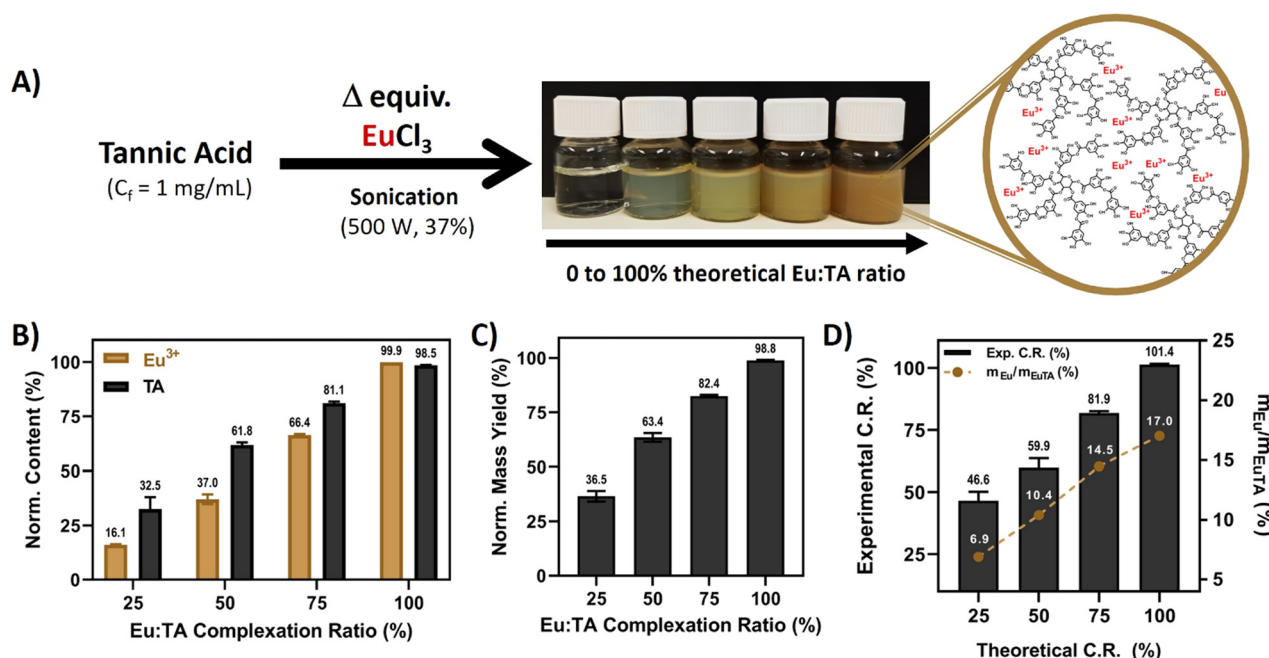 A)
Δ equiv.
EuCl3
Tannic Acid
(Cf = 1 mg/mL)
Sonication
(500 W, 37%)
0 to 100% theoretical Eu:TA ratio
Eu3+
Eu
Eu3+
Eu3+
Eu3+
Eu3+
Eu3+
Eu3+
Eu3+
Eu3+
B)
Norm. Content (%)
100
75
50
25
0
Eu3+
TA
16.1
32.5
37.0
61.8
66.4
81.1
99.9
98.5
25
50
75
100
Eu:TA Complexation Ratio (%)
C)
Norm. Mass Yield (%)
100
75
50
25
0
36.5
63.4
82.4
98.8
25
50
75
100
Eu:TA Complexation Ratio (%)
D)
Experimental C.R. (%)
100
75
50
25
Exp. C.R. (%)
mEu/mEuTA (%)
46.6
59.9
81.9
101.4
6.9
10.4
14.5
17.0
25
20
15
10
5
mEu/mEuTA (%)
25
50
75
100
Theoretical C.R. (%)